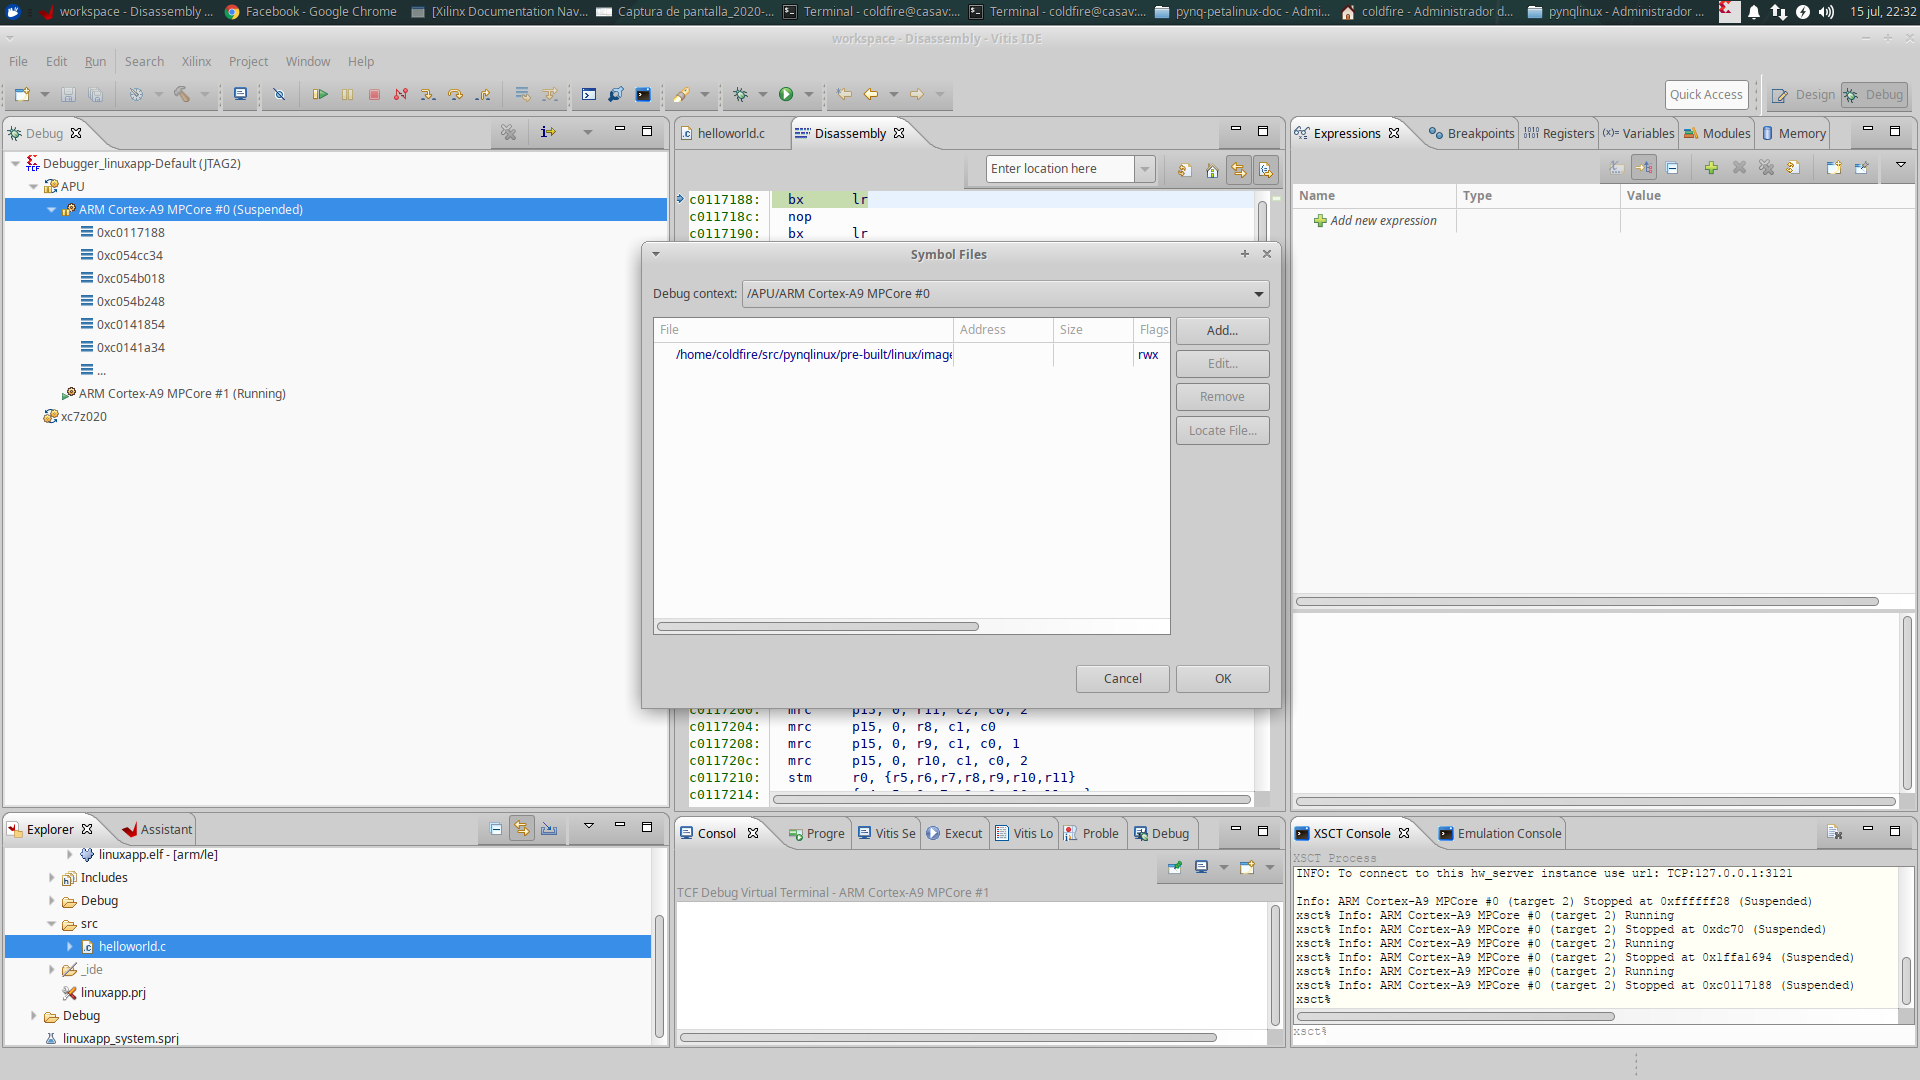 workspace - Disassembly ...
Facebook - Google Chrome
[Xilinx Documentation Nav...
Captura de pantalla_2020-...
Terminal - coldfire@casav:...
Terminal - coldfire@casav:...
pynq-petalinux-doc - Admi...
coldfire - Administrador d...
pynqlinux - Administrador ...
15 jul, 22:32
workspace - Disassembly - Vitis IDE
File Edit Run Search Xilinx Project Window Help
Quick Access
Design
Debug
Debug
Debugger_linuxapp-Default (JTAG2)
APU
ARM Cortex-A9 MPCore #0 (Suspended)
0xc0117188
0xc054cc34
0xc054b018
0xc054b248
0xc0141854
0xc0141a34
...
ARM Cortex-A9 MPCore #1 (Running)
xc7z020
helloworld.c
Disassembly
Enter location here
c0117188: bx lr
c011718c: nop
c0117190: bx lr
Symbol Files
Debug context: /APU/ARM Cortex-A9 MPCore #0
File Address Size Flags
/home/coldfire/src/pynqlinux/pre-built/linux/image rwx
Add...
Edit...
Remove
Locate File...
Cancel
OK
c0117200: mrc p15, 0, r11, c2, c0, 2
c0117204: mrc p15, 0, r8, c1, c0
c0117208: mrc p15, 0, r9, c1, c0, 1
c011720c: mrc p15, 0, r10, c1, c0, 2
c0117210: stm r0, {r5,r6,r7,r8,r9,r10,r11}
c0117214:
Expressions
Breakpoints
Registers
(x)= Variables
Modules
Memory
Name Type Value
Add new expression
Explorer
Assistant
linuxapp.elf - [arm/le]
Includes
Debug
src
helloworld.c
_ide
linuxapp.prj
Debug
linuxapp_system.sprj
Consol
Progre
Vitis Se
Execut
Vitis Lo
Proble
Debug
TCF Debug Virtual Terminal - ARM Cortex-A9 MPCore #1
XSCT Console
Emulation Console
XSCT Process
INFO: To connect to this hw_server instance use url: TCP:127.0.0.1:3121
Info: ARM Cortex-A9 MPCore #0 (target 2) Stopped at 0xffffff28 (Suspended)
xsct% Info: ARM Cortex-A9 MPCore #0 (target 2) Running
xsct% Info: ARM Cortex-A9 MPCore #0 (target 2) Stopped at 0xdc70 (Suspended)
xsct% Info: ARM Cortex-A9 MPCore #0 (target 2) Running
xsct% Info: ARM Cortex-A9 MPCore #0 (target 2) Stopped at 0x1ffa1694 (Suspended)
xsct% Info: ARM Cortex-A9 MPCore #0 (target 2) Running
xsct% Info: ARM Cortex-A9 MPCore #0 (target 2) Stopped at 0xc0117188 (Suspended)
xsct%
xsct%